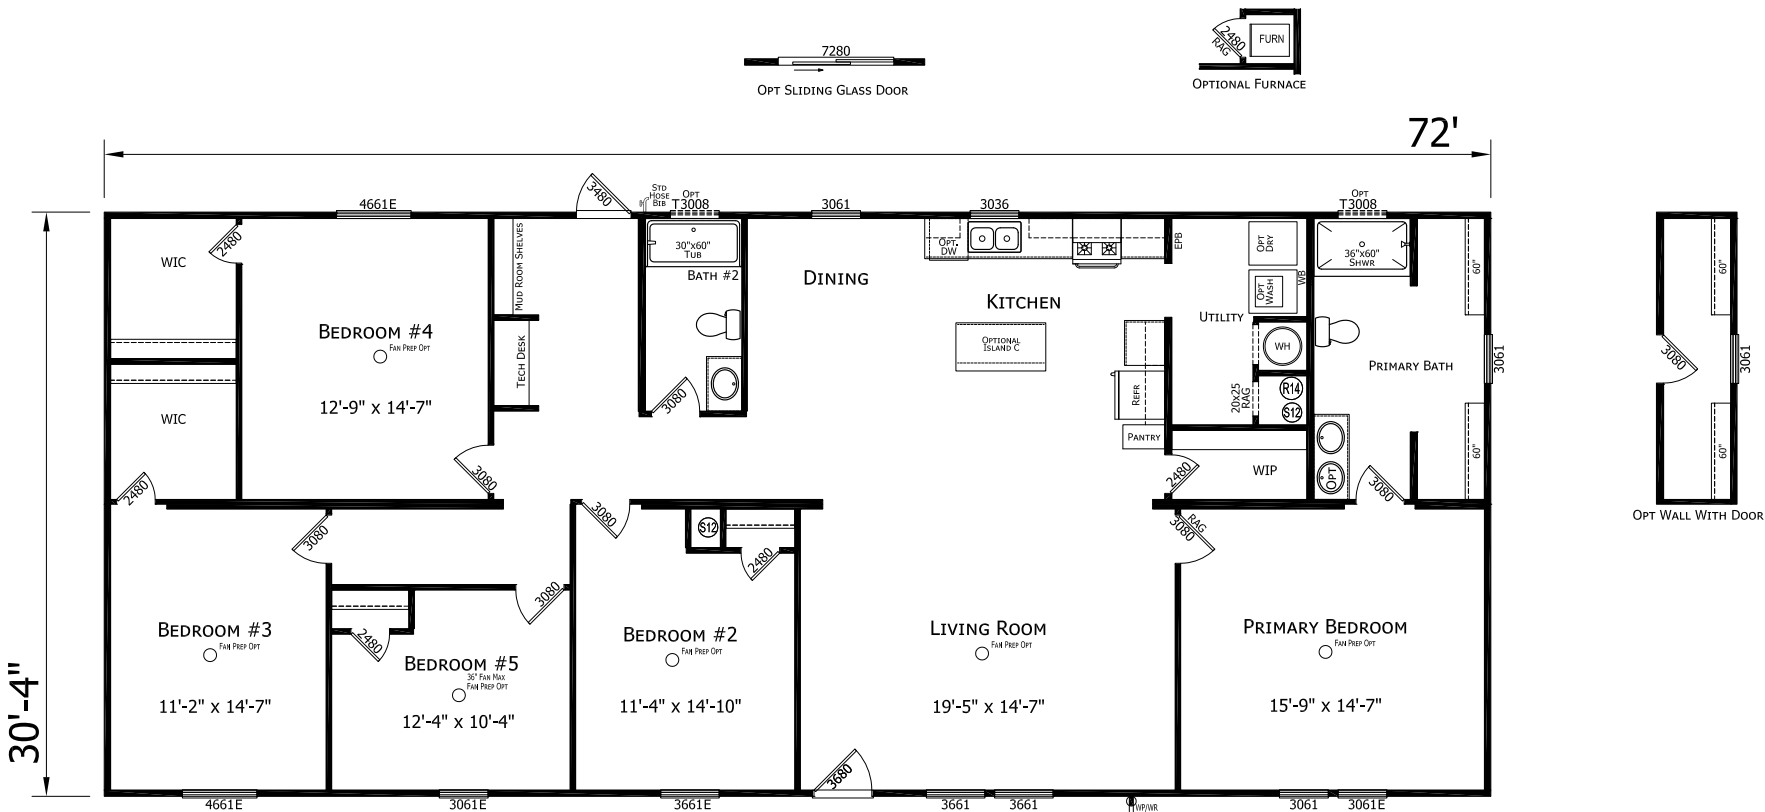 7280
OPT SLIDING GLASS DOOR
2480
RAG
FURN
OPTIONAL FURNACE
72'
30'-4"
4661E
3480
STD
HOSE
BIB
OPT
T3008
3061
3036
OPT
T3008
WIC
2480
MUD ROOM SHELVES
30"x60"
TUB
BATH #2
DINING
OPT.
DW
KITCHEN
EPB
OPT
DRY
OPT
WASH
WB
36"x60"
SHWR
60"
60"
BEDROOM #4
FAN PREP OPT
12'-9" x 14'-7"
TECH DESK
3080
OPTIONAL
ISLAND C
UTILITY
WH
PRIMARY BATH
3061
3080
3061
REFR
20x25
RAG
R14
S12
PANTRY
WIC
2480
3080
2480
WIP
OPT
3080
60"
60"
OPT WALL WITH DOOR
3080
3080
S12
2480
RAG
3080
3080
2480
BEDROOM #3
FAN PREP OPT
11'-2" x 14'-7"
BEDROOM #5
36" FAN MAX
FAN PREP OPT
12'-4" x 10'-4"
BEDROOM #2
FAN PREP OPT
11'-4" x 14'-10"
LIVING ROOM
FAN PREP OPT
19'-5" x 14'-7"
PRIMARY BEDROOM
FAN PREP OPT
15'-9" x 14'-7"
3680
4661E
3061E
3661E
3661
3661
WP/WR
3061
3061E